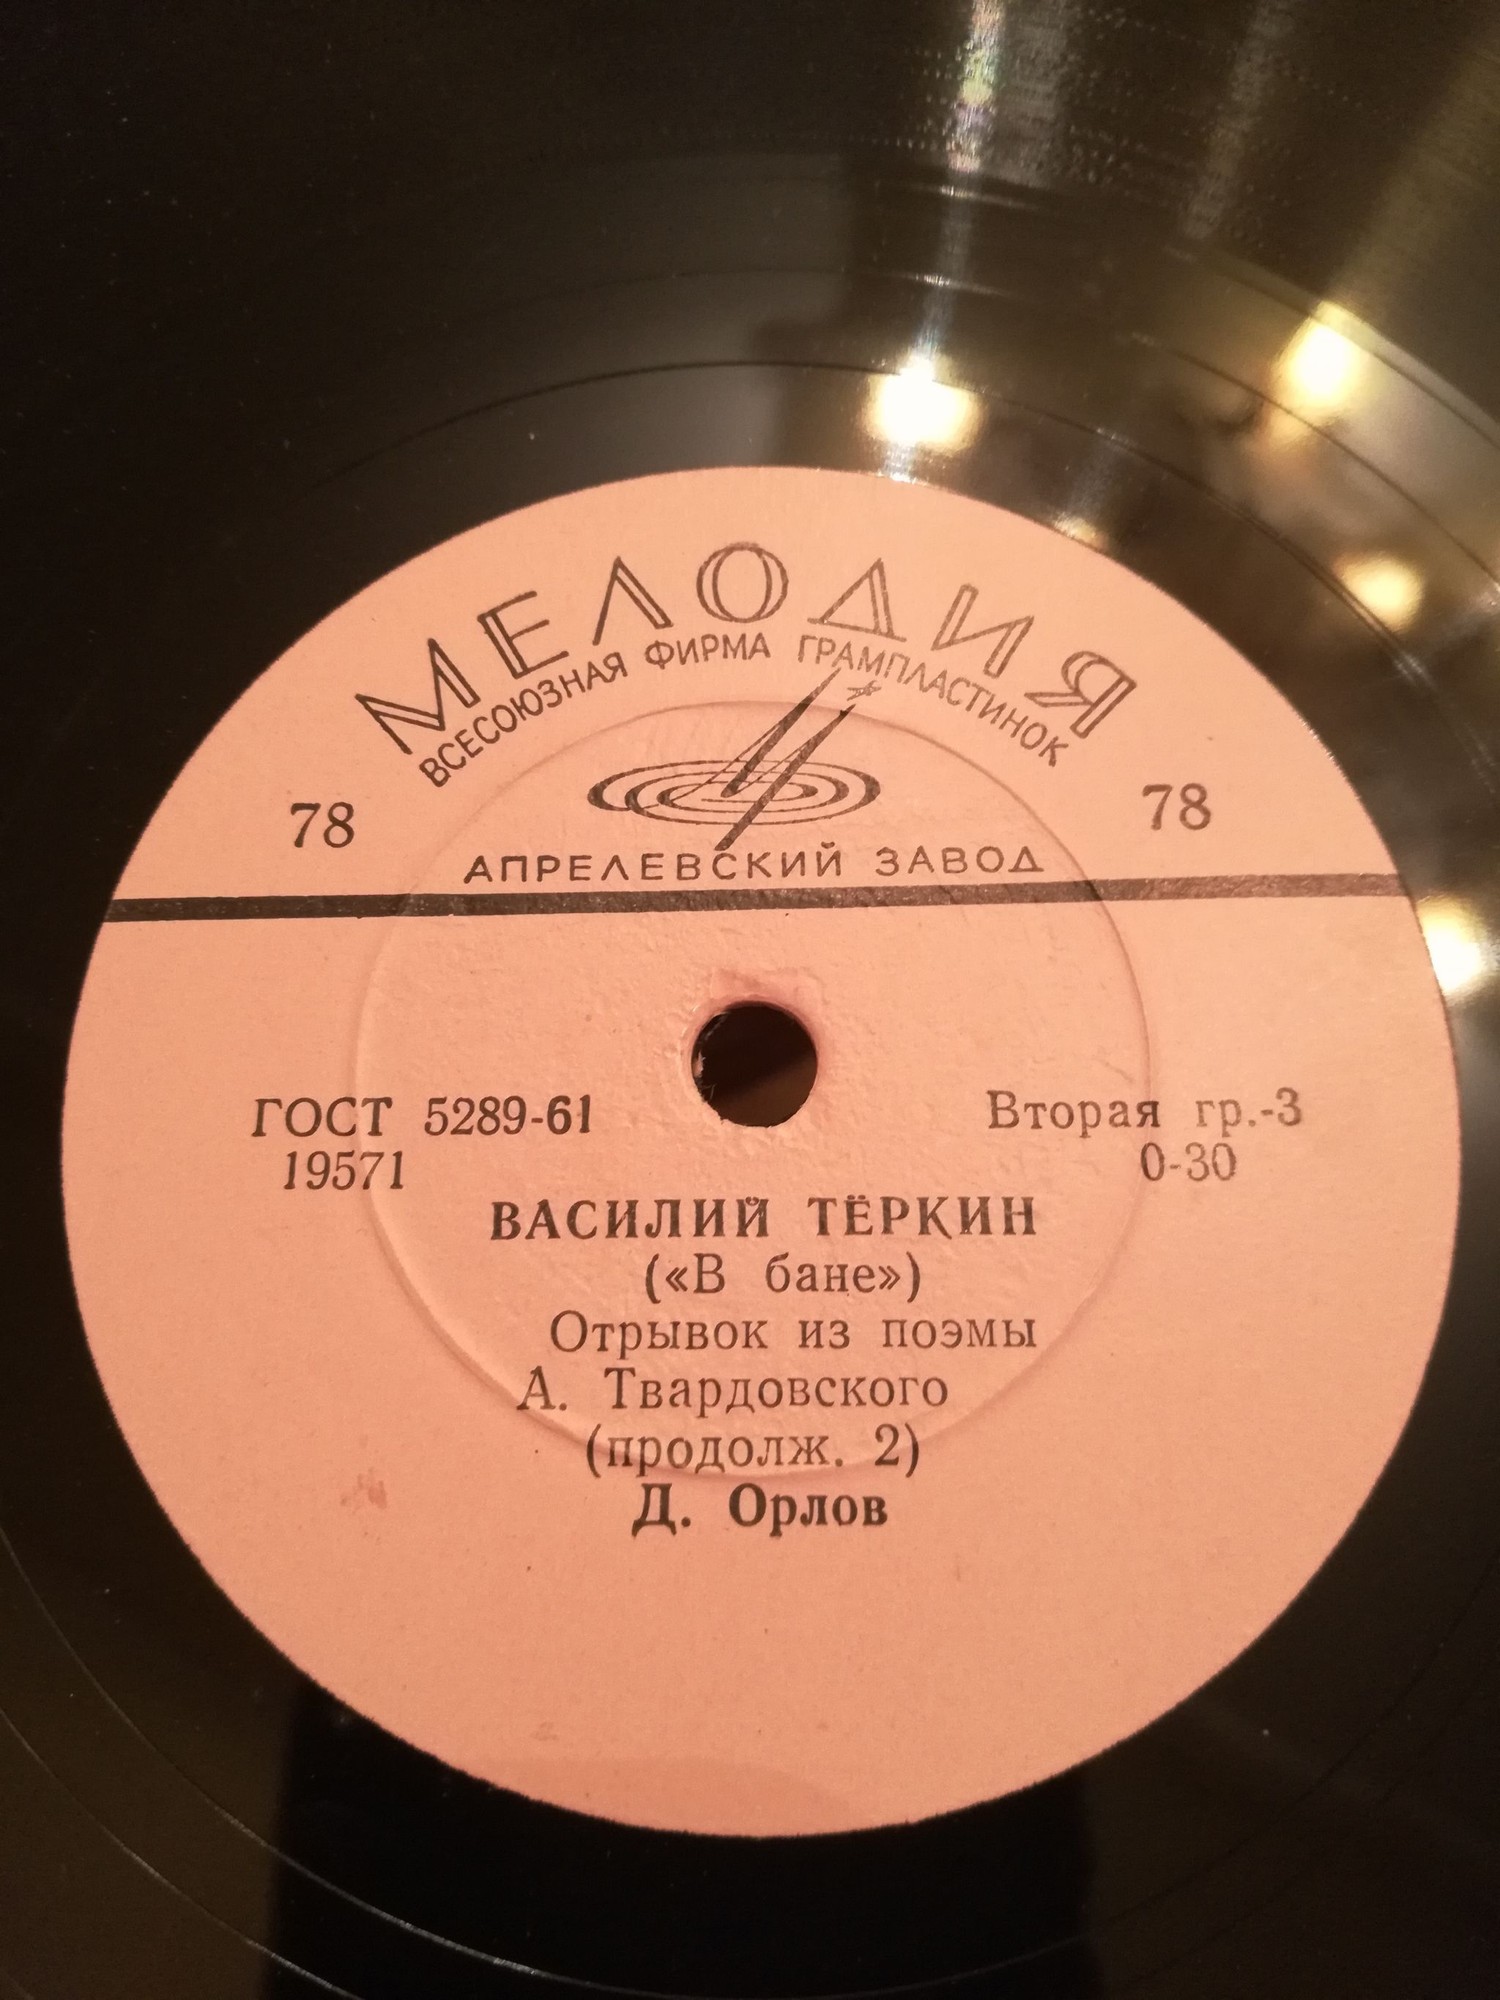 МЕЛОДИЯ
ВСЕСОЮЗНАЯ ФИРМА ГРАМПЛАСТИНОК
78 78
АПРЕЛЕВСКИЙ ЗАВОД
ГОСТ 5289-61 Вторая гр.-3
19571 0-30
ВАСИЛИЙ ТЁРКИН
(«В бане»)
Отрывок из поэмы
А. Твардовского
(продолж. 2)
Д. Орлов